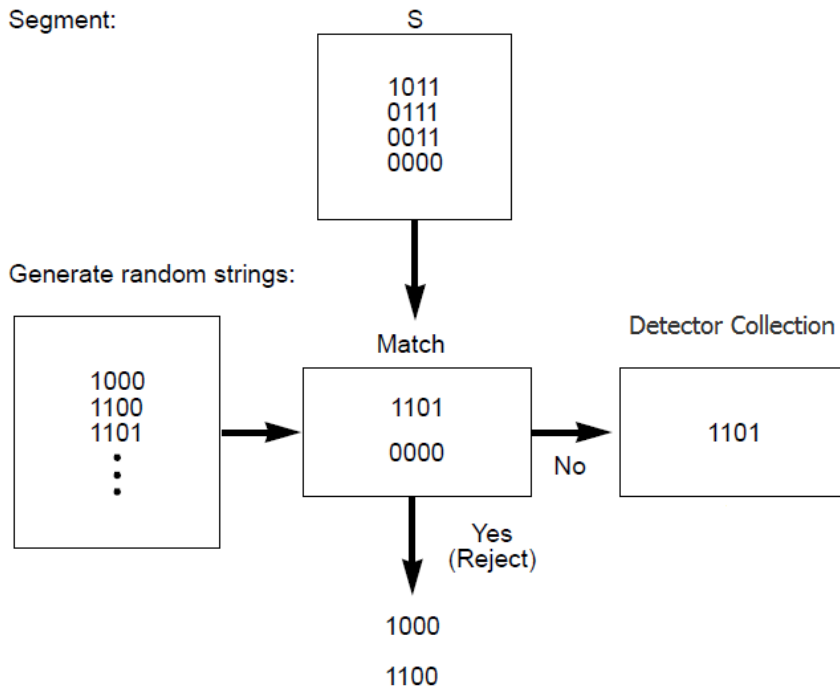 Segment:
S
1011
0111
0011
0000
Generate random strings:
1000
1100
1101
Match
1101
0000
Detector Collection
1101
No
Yes
(Reject)
1000
1100